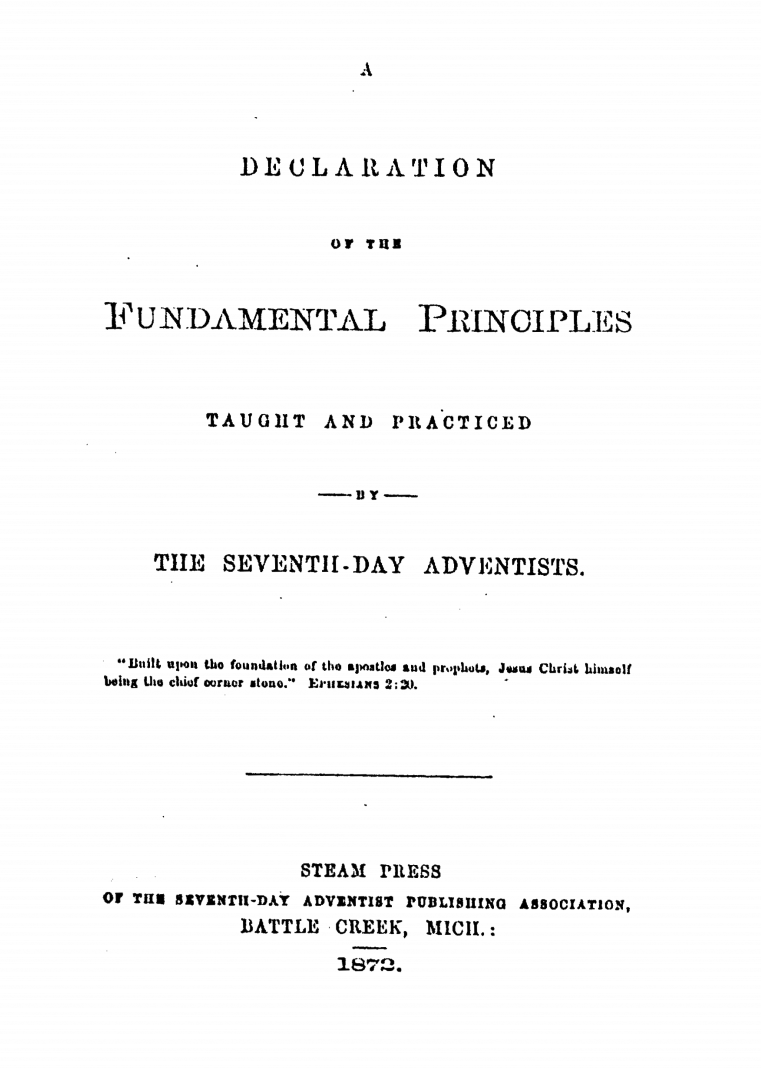 A
DECLARATION
OF THE
FUNDAMENTAL PRINCIPLES
TAUGHT AND PRACTICED
—BY—
THE SEVENTH-DAY ADVENTISTS.
"Built upon the foundation of the apostles and prophets, Jesus Christ himself
being the chief corner stone." EPHESIANS 2:20.
STEAM PRESS
OF THE SEVENTH-DAY ADVENTIST PUBLISHING ASSOCIATION,
BATTLE CREEK, MICH.:
1872.